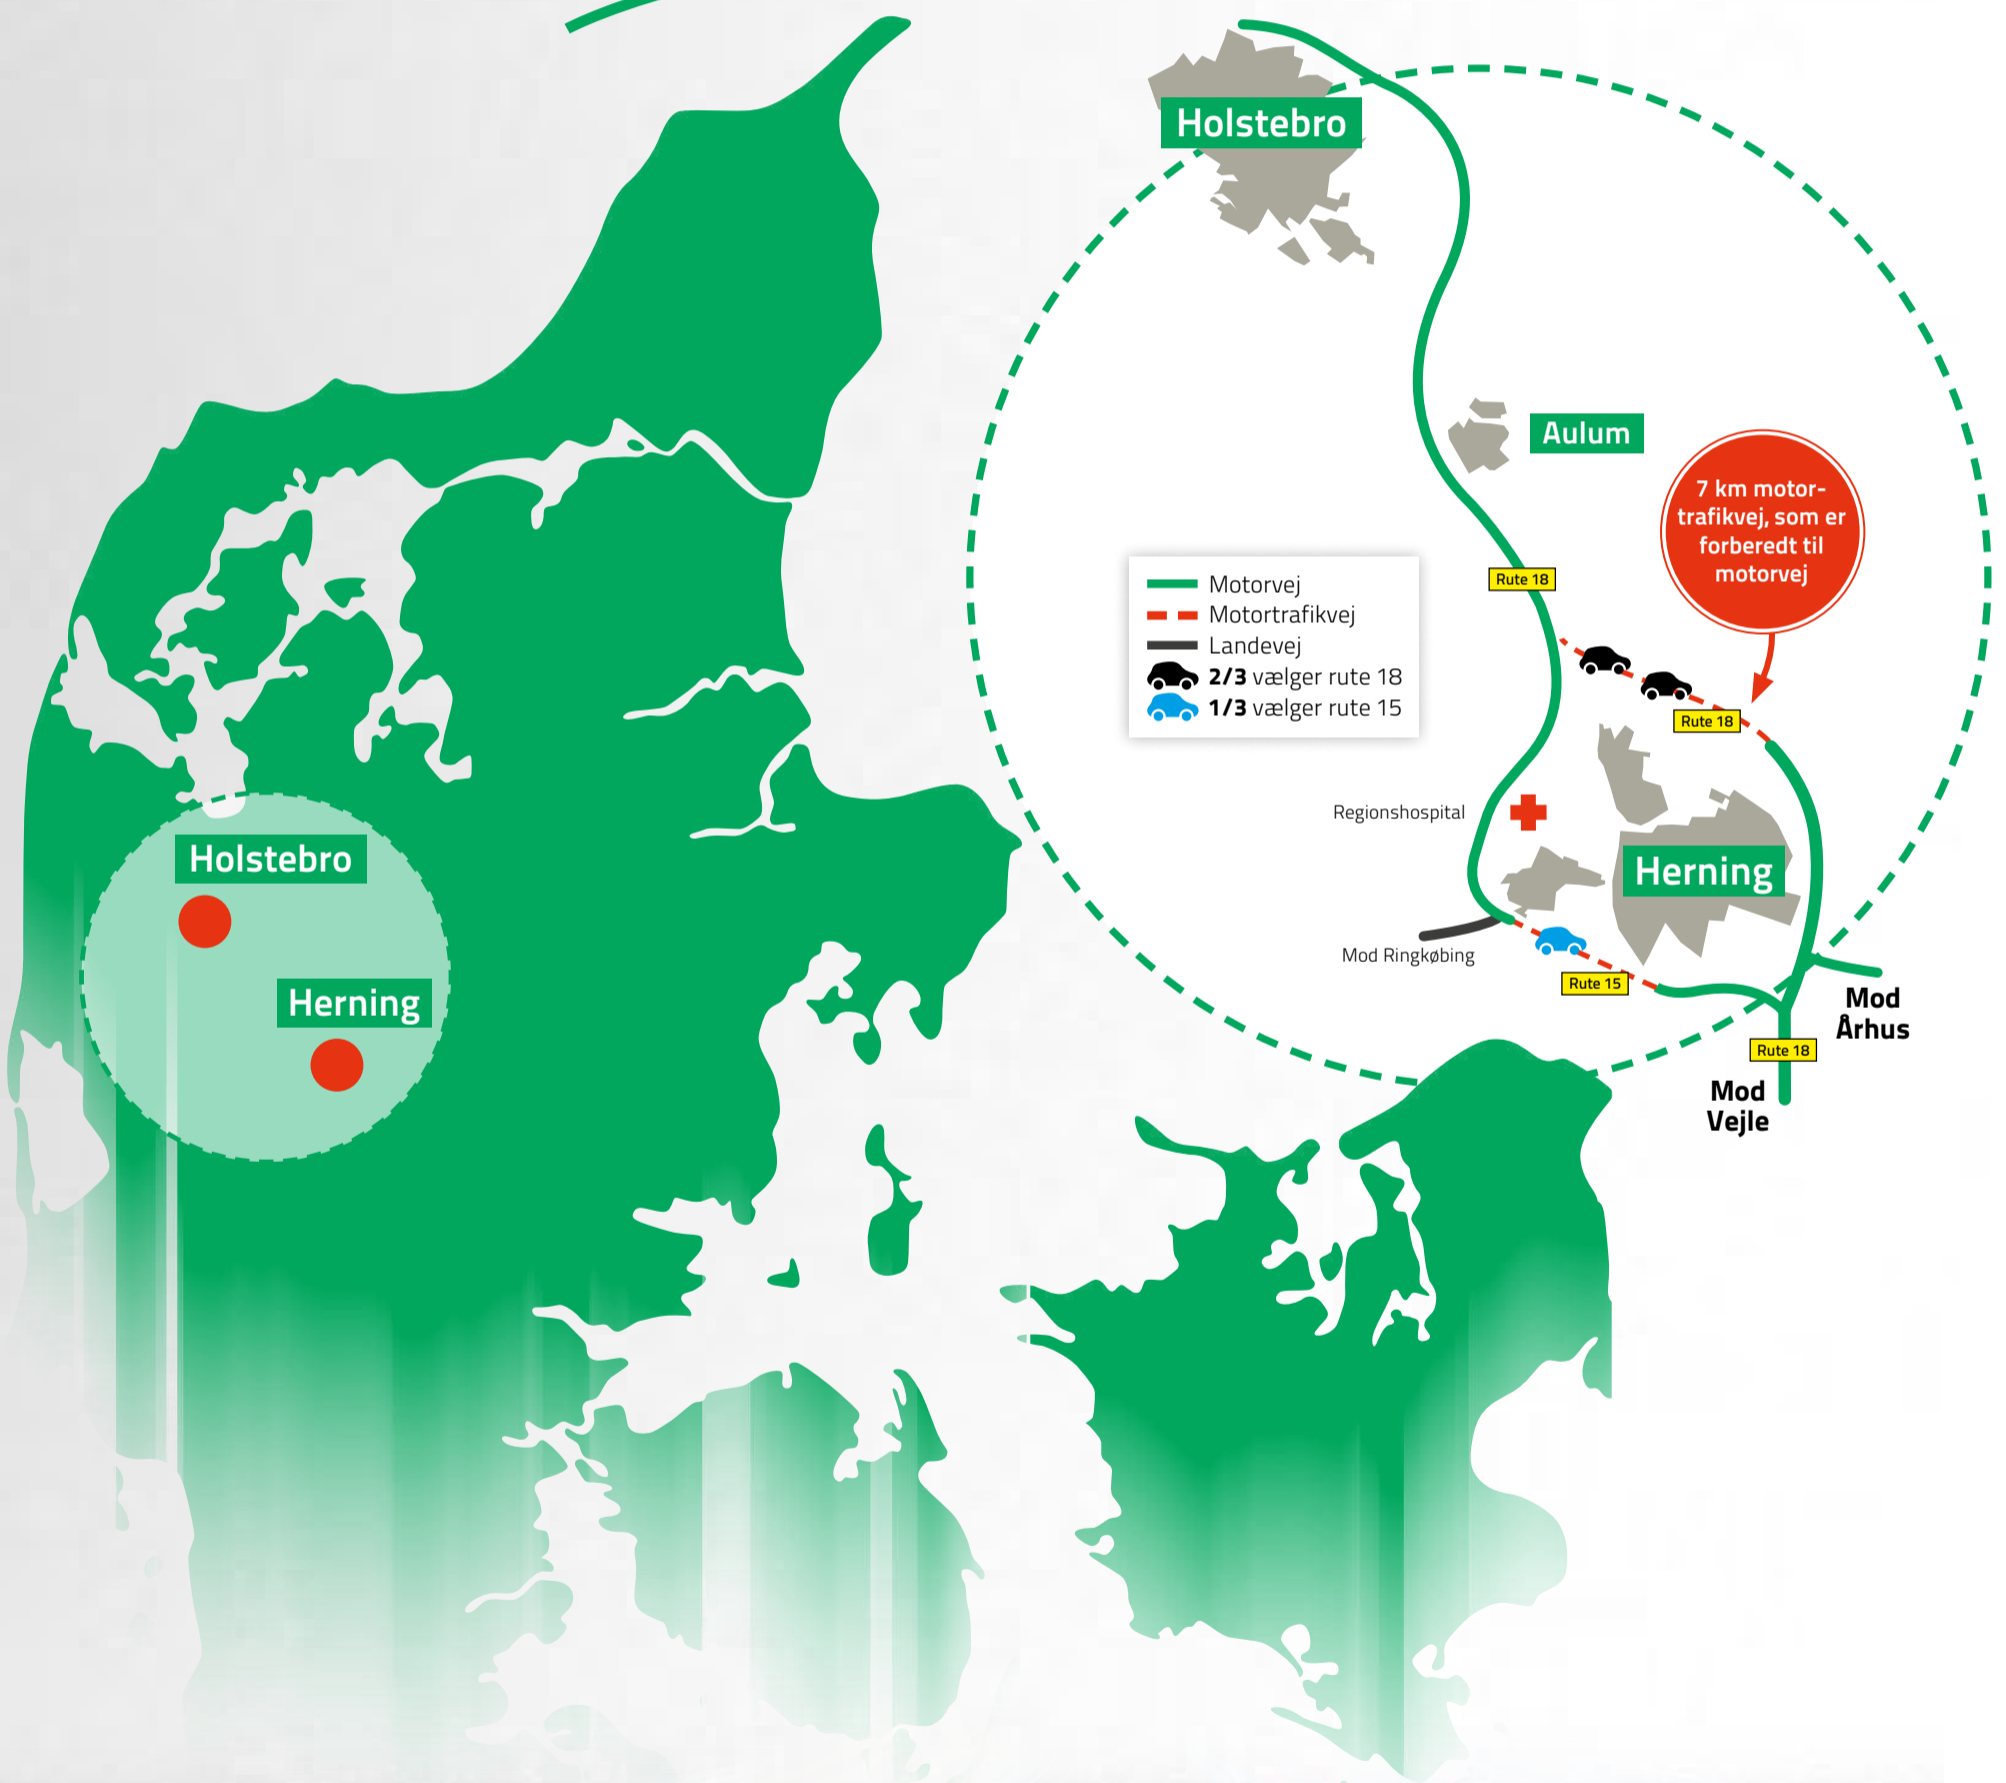 Holstebro
Herning
Holstebro
Aulum
7 km motor-
trafikvej, som er
forberedt til
motorvej
Motorvej
Motortrafikvej
Landevej
2/3 vælger rute 18
1/3 vælger rute 15
Rute 18
Rute 18
Regionshospital
Herning
Mod Ringkøbing
Rute 15
Mod
Århus
Rute 18
Mod
Vejle